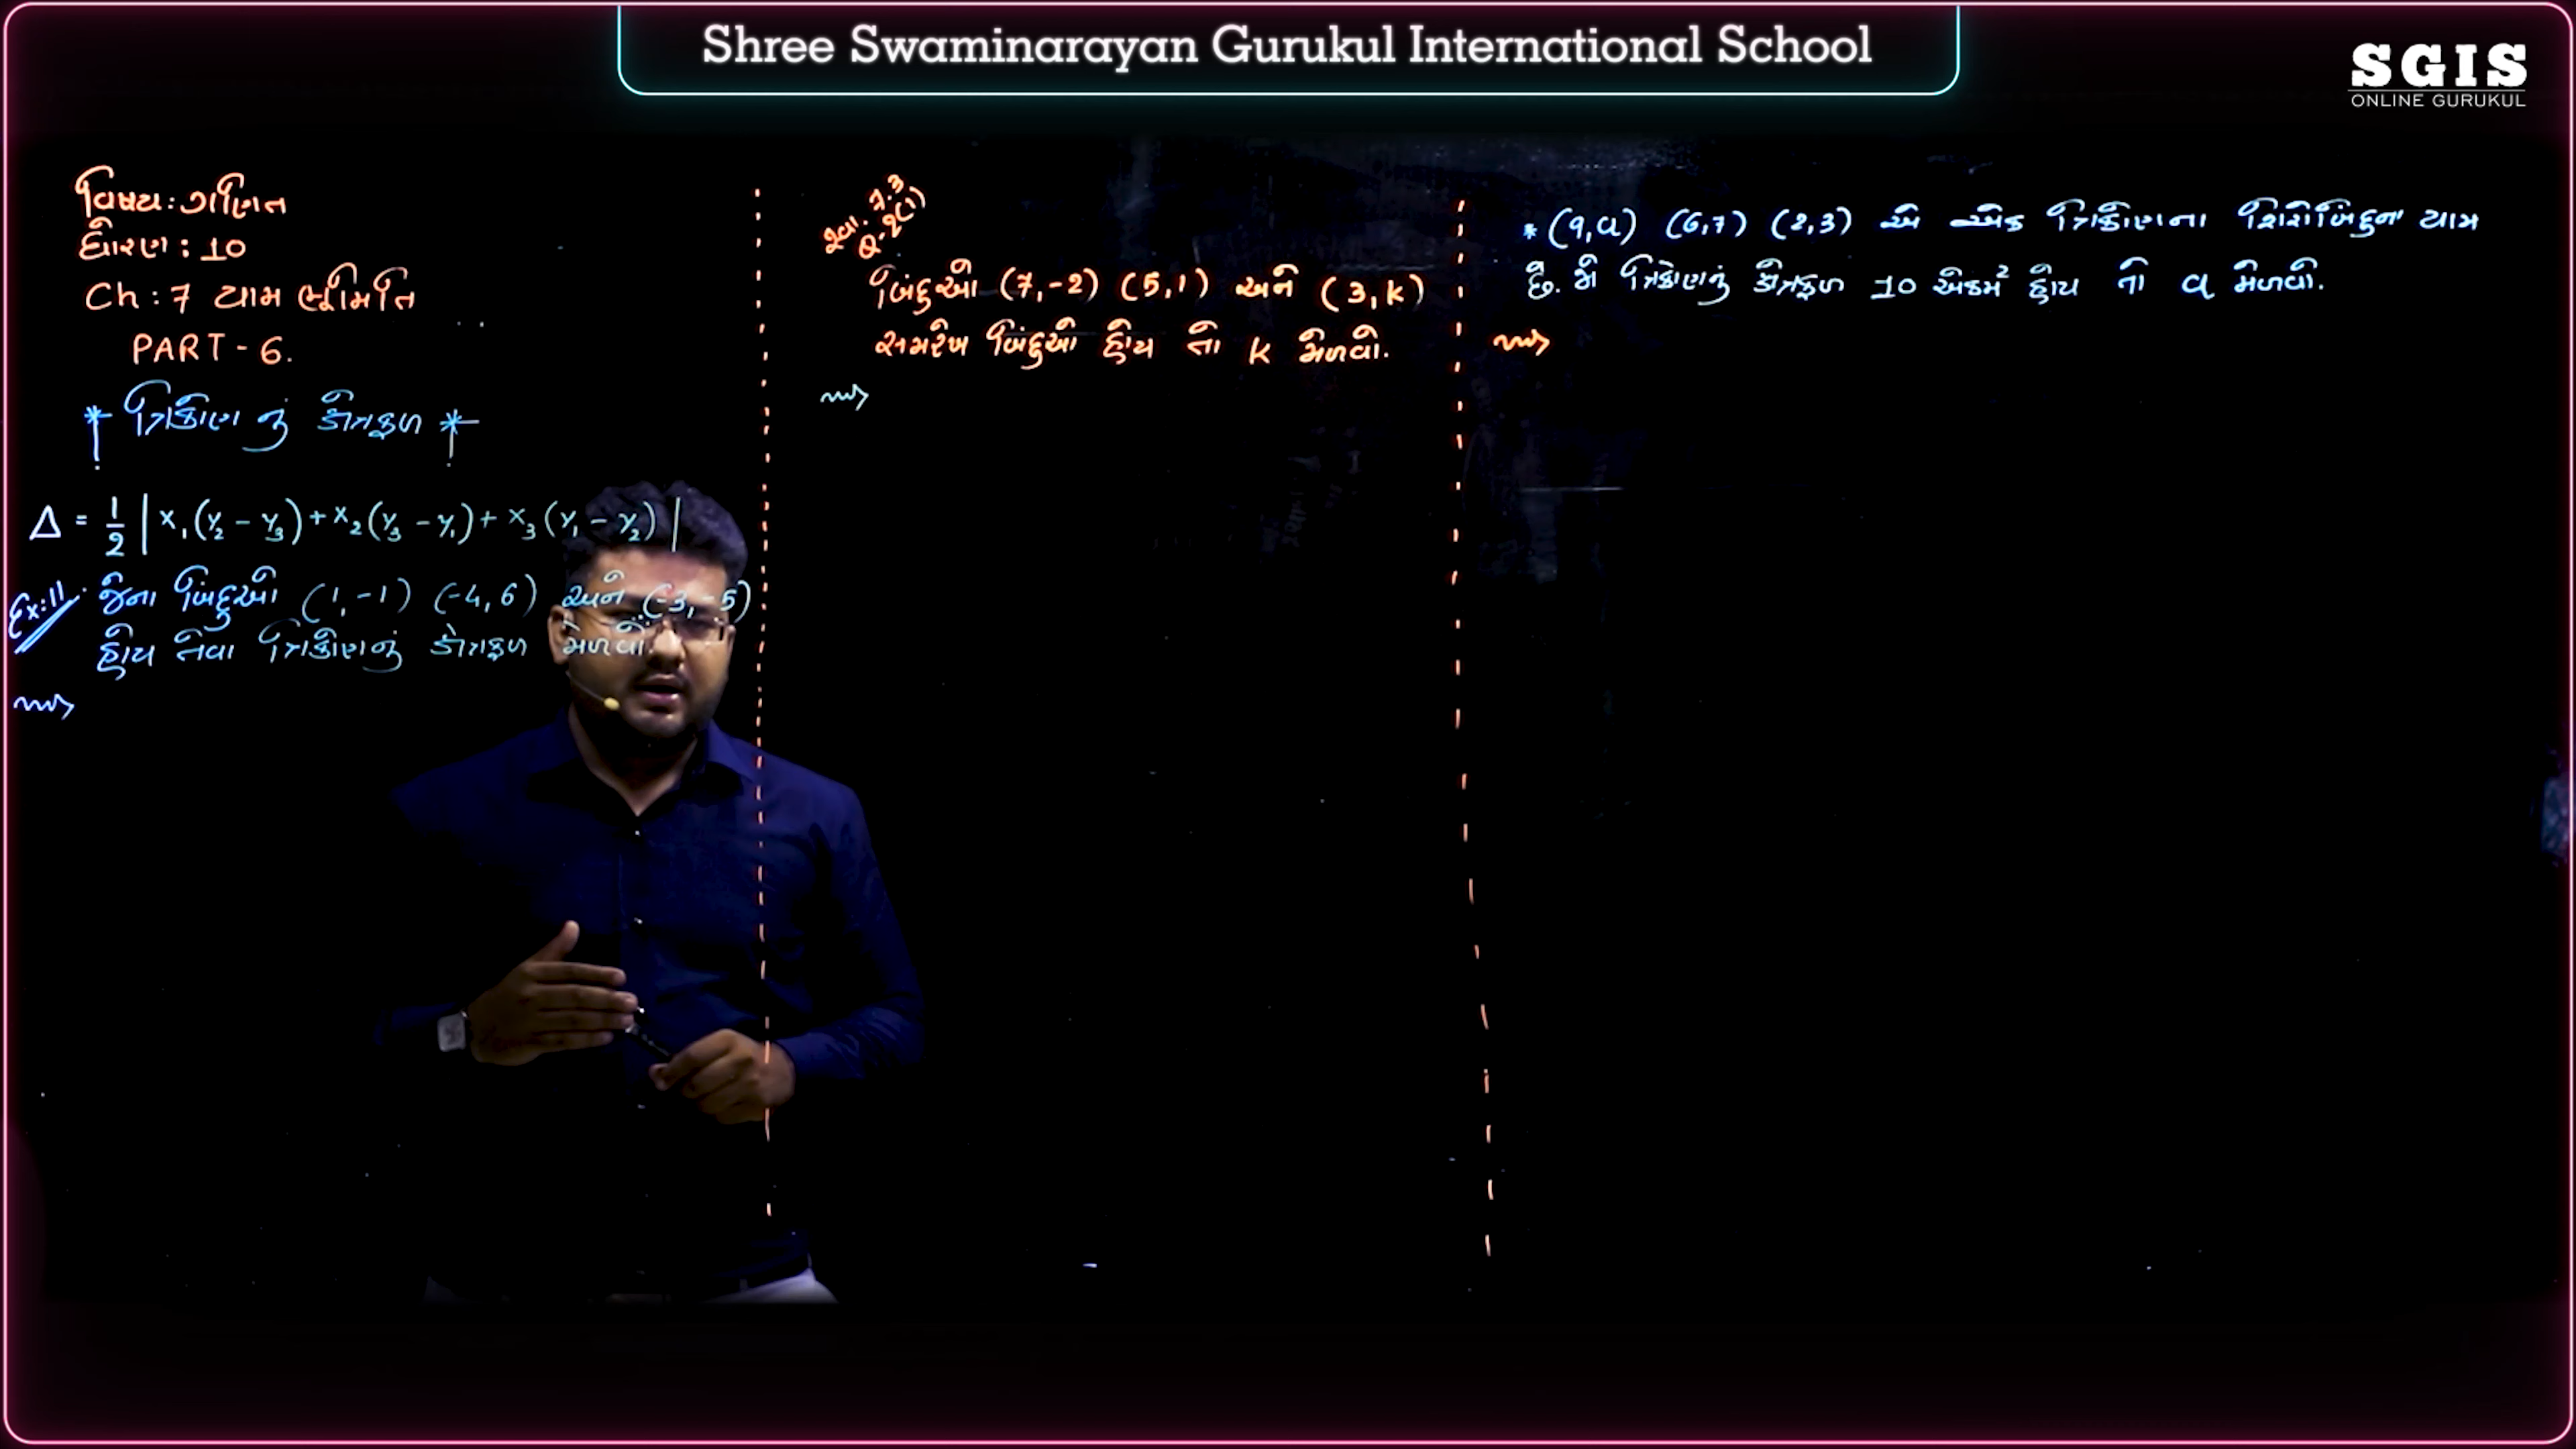 Shree Swaminarayan Gurukul International School
SGIS
ONLINE GURUKUL
વિષય : ગણિત
ધોરણ : 10
Ch : 7 યામ ભૂમિતિ
PART - 6.
* ત્રિકોણ નું ક્ષેત્રફળ *
Δ = 1/2 | x₁(y₂ - y₃) + x₂(y₃ - y₁) + x₃(y₁ - y₂) |
Ex:11. જેના બિંદુઓ (1,-1) (-4,6) અને (-3,-5)
હોય તેવા ત્રિકોણનું ક્ષેત્રફળ મેળવો.
સ્વા. 7.3
Q-2(1)
બિંદુઓ (7,-2) (5,1) અને (3,k)
સમરેખ બિંદુઓ હોય તો k મેળવો.
* (9,a) (6,7) (2,3) એ એક ત્રિકોણના શિરોબિંદુના યામ
છે. જો ત્રિકોણનું ક્ષેત્રફળ 10 એકમ² હોય તો a મેળવો.